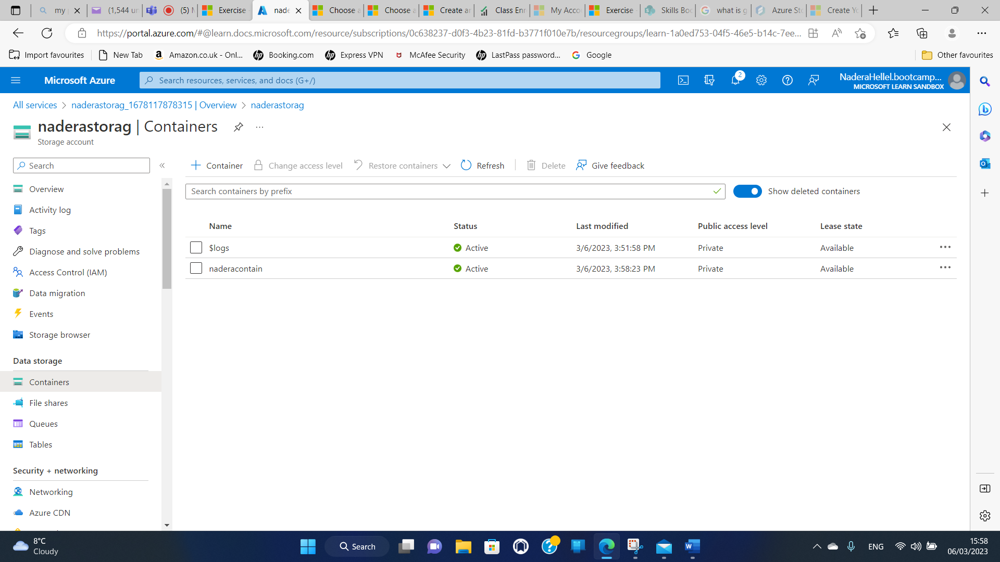 my
(1,544 un
(5) M
Exercise
nade
Choose a
Choose a
Create an
Class Enr
My Acco
Exercise
Skills Boo
what is g
Azure Sto
Create Yo
https://portal.azure.com/#@learn.docs.microsoft.com/resource/subscriptions/0c638237-d0f3-4b23-81fd-b3771f010e7b/resourcegroups/learn-1a0ed753-04f5-46e5-b14c-7ee...
Import favourites
New Tab
Amazon.co.uk - Onl...
Booking.com
Express VPN
McAfee Security
LastPass password...
Google
Other favourites
Microsoft Azure
Search resources, services, and docs (G+/)
2
NaderaHellel.bootcamp...
MICROSOFT LEARN SANDBOX
All services > naderastorag_1678117878315 | Overview > naderastorag
naderastorag | Containers
Storage account
Search
Container
Change access level
Restore containers
Refresh
Delete
Give feedback
Search containers by prefix
Show deleted containers
Overview
Activity log
Tags
Diagnose and solve problems
Access Control (IAM)
Data migration
Events
Storage browser
Data storage
Containers
File shares
Queues
Tables
Security + networking
Networking
Azure CDN
Name Status Last modified Public access level Lease state
$logs Active 3/6/2023, 3:51:58 PM Private Available
naderacontain Active 3/6/2023, 3:58:23 PM Private Available
8°C
Cloudy
Search
ENG
15:58
06/03/2023